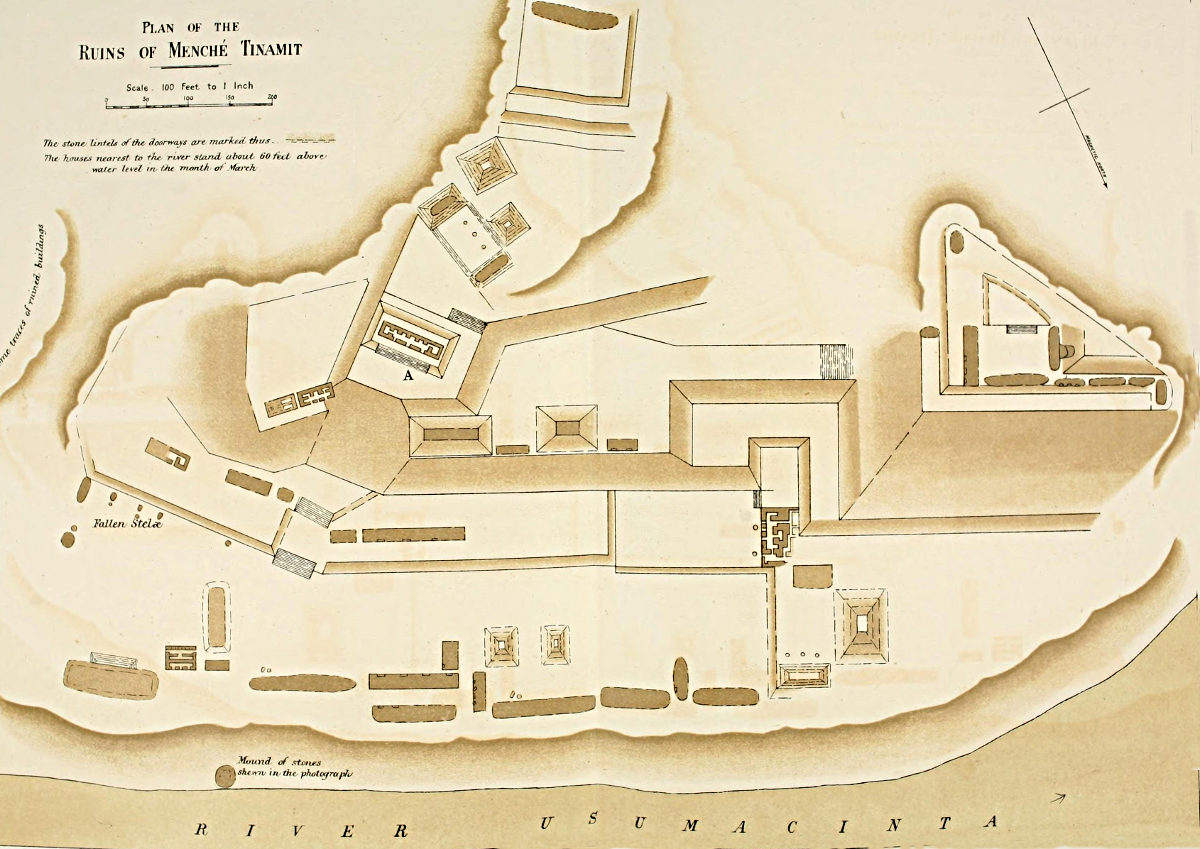 PLAN OF THE
RUINS OF MENCHÉ TINAMIT
Scale. 100 Feet to 1 Inch
0 50 100 150 200
The stone lintels of the doorways are marked thus..
The houses nearest to the river stand about 60 feet above
water level in the month of March
MAGNETIC NORTH
traces of ruined buildings
A
Fallen Stelæ
Mound of stones
shewn in the photograph
RIVER USUMACINTA